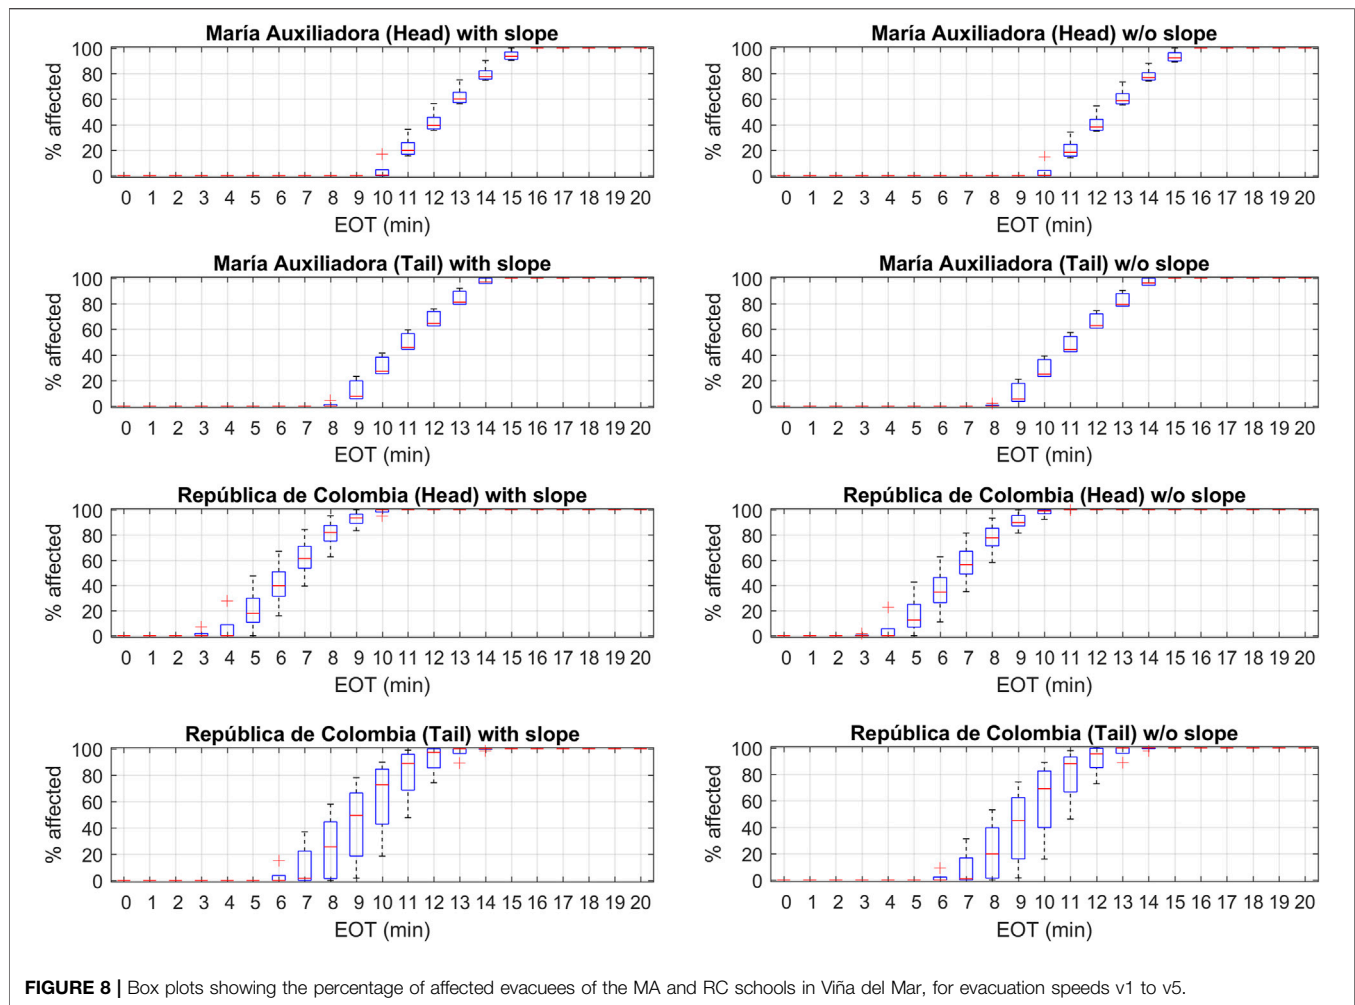 María Auxiliadora (Head) with slope
100
80
60
40
20
0
% affected
0 1 2 3 4 5 6 7 8 9 10 11 12 13 14 15 16 17 18 19 20
EOT (min)
María Auxiliadora (Head) w/o slope
100
80
60
40
20
0
% affected
0 1 2 3 4 5 6 7 8 9 10 11 12 13 14 15 16 17 18 19 20
EOT (min)
María Auxiliadora (Tail) with slope
100
80
60
40
20
0
% affected
0 1 2 3 4 5 6 7 8 9 10 11 12 13 14 15 16 17 18 19 20
EOT (min)
María Auxiliadora (Tail) w/o slope
100
80
60
40
20
0
% affected
0 1 2 3 4 5 6 7 8 9 10 11 12 13 14 15 16 17 18 19 20
EOT (min)
República de Colombia (Head) with slope
100
80
60
40
20
0
% affected
0 1 2 3 4 5 6 7 8 9 10 11 12 13 14 15 16 17 18 19 20
EOT (min)
República de Colombia (Head) w/o slope
100
80
60
40
20
0
% affected
0 1 2 3 4 5 6 7 8 9 10 11 12 13 14 15 16 17 18 19 20
EOT (min)
República de Colombia (Tail) with slope
100
80
60
40
20
0
% affected
0 1 2 3 4 5 6 7 8 9 10 11 12 13 14 15 16 17 18 19 20
EOT (min)
República de Colombia (Tail) w/o slope
100
80
60
40
20
0
% affected
0 1 2 3 4 5 6 7 8 9 10 11 12 13 14 15 16 17 18 19 20
EOT (min)
FIGURE 8 | Box plots showing the percentage of affected evacuees of the MA and RC schools in Viña del Mar, for evacuation speeds v1 to v5.